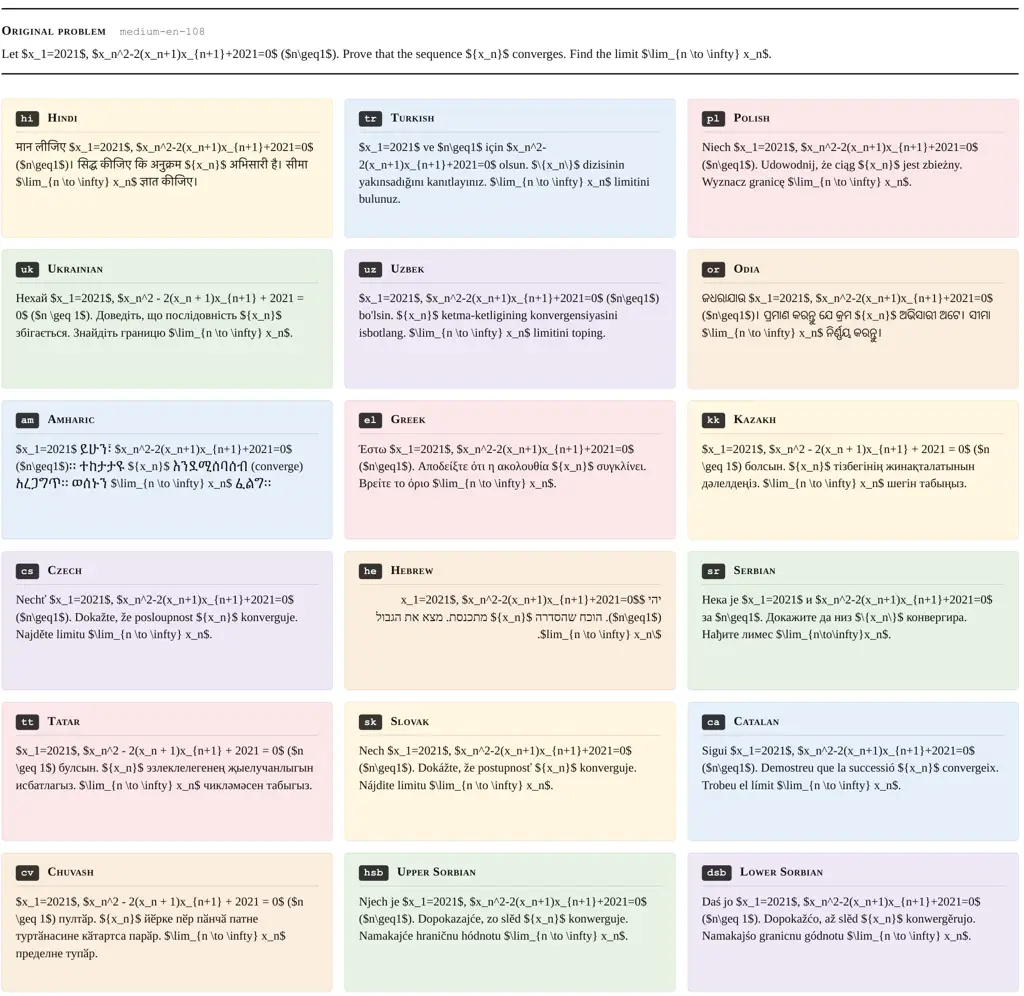 ORIGINAL PROBLEM medium-en-108
Let $x_1=2021$, $x_n^2-2(x_n+1)x_{n+1}+2021=0$ ($n\geq1$). Prove that the sequence ${x_n}$ converges. Find the limit $\lim_{n \to \infty} x_n$.
hi HINDI
मान लीजिए $x_1=2021$, $x_n^2-2(x_n+1)x_{n+1}+2021=0$
($n\geq1$)। सिद्ध कीजिए कि अनुक्रम ${x_n}$ अभिसारी है। सीमा
$\lim_{n \to \infty} x_n$ ज्ञात कीजिए।
tr TURKISH
$x_1=2021$ ve $n\geq1$ için $x_n^2-
2(x_n+1)x_{n+1}+2021=0$ olsun. $\{x_n\}$ dizisinin
yakınsadığını kanıtlayınız. $\lim_{n \to \infty} x_n$ limitini
bulunuz.
pl POLISH
Niech $x_1=2021$, $x_n^2-2(x_n+1)x_{n+1}+2021=0$
($n\geq1$). Udowodnij, że ciąg ${x_n}$ jest zbieżny.
Wyznacz granicę $\lim_{n \to \infty} x_n$.
uk UKRAINIAN
Нехай $x_1=2021$, $x_n^2 - 2(x_n + 1)x_{n+1} + 2021 =
0$ ($n \geq 1$). Доведіть, що послідовність ${x_n}$
збігається. Знайдіть границю $\lim_{n \to \infty} x_n$.
uz UZBEK
$x_1=2021$, $x_n^2-2(x_n+1)x_{n+1}+2021=0$ ($n\geq1$)
bo'lsin. ${x_n}$ ketma-ketligining konvergensiyasini
isbotlang. $\lim_{n \to \infty} x_n$ limitini toping.
or ODIA
ଜଧରାଯାର $x_1=2021$, $x_n^2-2(x_n+1)x_{n+1}+2021=0$
($n\geq1$)। ପ୍ରମାଣ କରନ୍ତୁ ଯେ କ୍ରମ ${x_n}$ ଅଭିସାରୀ ଅଟେ। ସୀମା
$\lim_{n \to \infty} x_n$ ନିର୍ଣ୍ଣୟ କରନ୍ତୁ।
am AMHARIC
$x_1=2021$ ይሁን፣ $x_n^2-2(x_n+1)x_{n+1}+2021=0$
($n\geq1$)። ተከታታዩ ${x_n}$ እንደሚሰባሰብ (converge)
አረጋግጥ። ወሰኑን $\lim_{n \to \infty} x_n$ ፈልግ።
el GREEK
Έστω $x_1=2021$, $x_n^2-2(x_n+1)x_{n+1}+2021=0$
($n\geq1$). Αποδείξτε ότι η ακολουθία ${x_n}$ συγκλίνει.
Βρείτε το όριο $\lim_{n \to \infty} x_n$.
kk KAZAKH
$x_1=2021$, $x_n^2 - 2(x_n + 1)x_{n+1} + 2021 = 0$ ($n
\geq 1$) болсын. ${x_n}$ тізбегінің жинақталатынын
дәлелдеңіз. $\lim_{n \to \infty} x_n$ шегін табыңыз.
cs CZECH
Nechť $x_1=2021$, $x_n^2-2(x_n+1)x_{n+1}+2021=0$
($n\geq1$). Dokažte, že posloupnost ${x_n}$ konverguje.
Najděte limitu $\lim_{n \to \infty} x_n$.
he HEBREW
יהי $x_1=2021$, $x_n^2-2(x_n+1)x_{n+1}+2021=0$
($n\geq1$). הוכח שהסדרה ${x_n}$ מתכנסת. מצא את הגבול
$\lim_{n \to \infty} x_n$.
sr SERBIAN
Нека је $x_1=2021$ и $x_n^2-2(x_n+1)x_{n+1}+2021=0$
за $n\geq1$. Докажите да низ $\{x_n\}$ конвергира.
Нађите лимес $\lim_{n\to\infty}x_n$.
tt TATAR
$x_1=2021$, $x_n^2 - 2(x_n + 1)x_{n+1} + 2021 = 0$ ($n
\geq 1$) булсын. ${x_n}$ эзлеклелегенең җыелучанлыгын
исбатлагыз. $\lim_{n \to \infty} x_n$ чикләмәсен табыгыз.
sk SLOVAK
Nech $x_1=2021$, $x_n^2-2(x_n+1)x_{n+1}+2021=0$
($n\geq1$). Dokážte, že postupnosť ${x_n}$ konverguje.
Nájdite limitu $\lim_{n \to \infty} x_n$.
ca CATALAN
Sigui $x_1=2021$, $x_n^2-2(x_n+1)x_{n+1}+2021=0$
($n\geq1$). Demostreu que la successió ${x_n}$ convergeix.
Trobeu el límit $\lim_{n \to \infty} x_n$.
cv CHUVASH
$x_1=2021$, $x_n^2 - 2(x_n + 1)x_{n+1} + 2021 = 0$ ($n
\geq 1$) пултӑр. ${x_n}$ йӗрке пӗр пӑнчӑ патне
туртӑнасине кӑтартса парӑр. $\lim_{n \to \infty} x_n$
пределне тупӑр.
hsb UPPER SORBIAN
Njech je $x_1=2021$, $x_n^2-2(x_n+1)x_{n+1}+2021=0$
($n\geq1$). Dopokazajće, zo slěd ${x_n}$ konwerguje.
Namakajće hraničnu hódnotu $\lim_{n \to \infty} x_n$.
dsb LOWER SORBIAN
Daś jo $x_1=2021$, $x_n^2-2(x_n+1)x_{n+1}+2021=0$
($n \geq 1$). Dopokažćo, až slěd ${x_n}$ konwergěrujo.
Namakajśo granicnu gódnotu $\lim_{n \to \infty} x_n$.